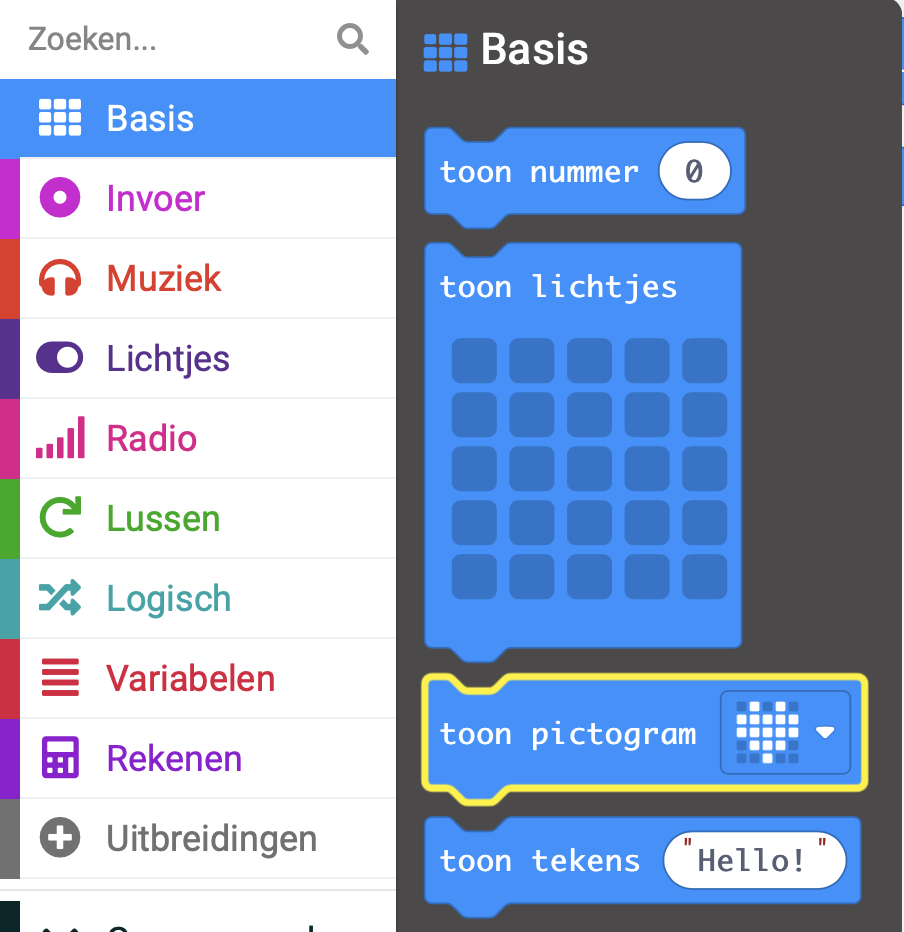 Zoeken...
Basis
Invoer
Muziek
Lichtjes
Radio
Lussen
Logisch
Variabelen
Rekenen
Uitbreidingen
Basis
toon nummer 0
toon lichtjes
toon pictogram
toon tekens "Hello!"